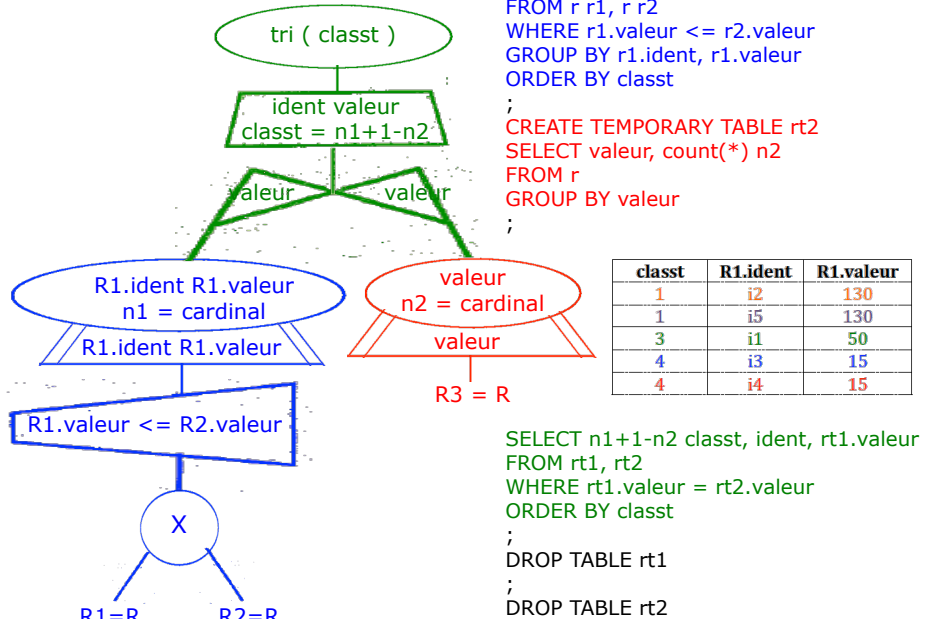 FROM r r1, r r2
WHERE r1.valeur <= r2.valeur
GROUP BY r1.ident, r1.valeur
ORDER BY classt
;
CREATE TEMPORARY TABLE rt2
SELECT valeur, count(*) n2
FROM r
GROUP BY valeur
;
tri ( classt )
ident valeur
classt = n1+1-n2
valeur valeur
R1.ident R1.valeur
n1 = cardinal
R1.ident R1.valeur
valeur
n2 = cardinal
valeur
R3 = R
R1.valeur <= R2.valeur
X
R1=R R2=R
classt R1.ident R1.valeur
1 i2 130
1 i5 130
3 i1 50
4 i3 15
4 i4 15
SELECT n1+1-n2 classt, ident, rt1.valeur
FROM rt1, rt2
WHERE rt1.valeur = rt2.valeur
ORDER BY classt
;
DROP TABLE rt1
;
DROP TABLE rt2